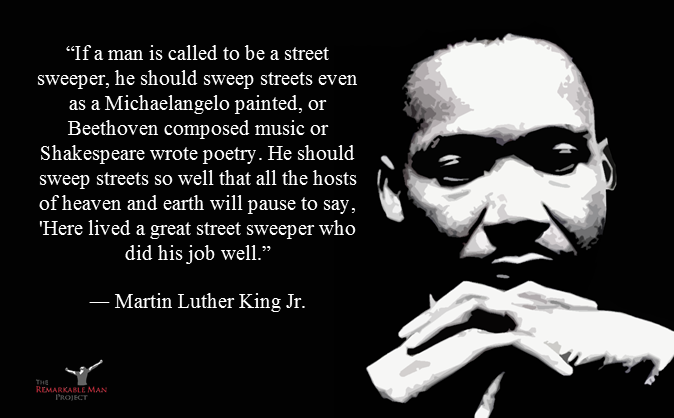 “If a man is called to be a street
sweeper, he should sweep streets even
as a Michaelangelo painted, or
Beethoven composed music or
Shakespeare wrote poetry. He should
sweep streets so well that all the hosts
of heaven and earth will pause to say,
'Here lived a great street sweeper who
did his job well.”
― Martin Luther King Jr.
THE
REMARKABLE MAN
PROJECT